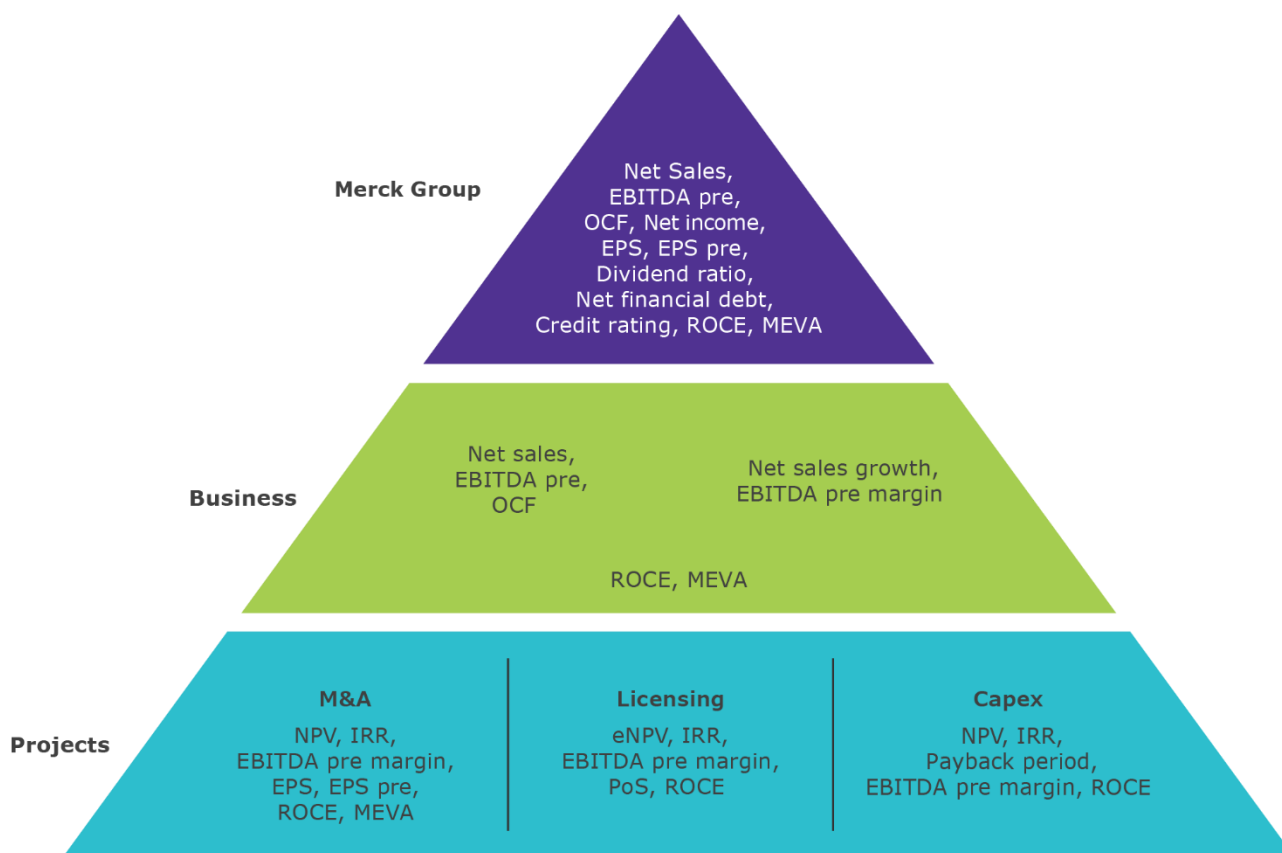 Merck Group
Net Sales,
EBITDA pre,
OCF, Net income,
EPS, EPS pre,
Dividend ratio,
Net financial debt,
Credit rating, ROCE, MEVA
Business
Net sales,
EBITDA pre,
OCF
Net sales growth,
EBITDA pre margin
ROCE, MEVA
Projects
M&A
NPV, IRR,
EBITDA pre margin,
EPS, EPS pre,
ROCE, MEVA
Licensing
eNPV, IRR,
EBITDA pre margin,
PoS, ROCE
Capex
NPV, IRR,
Payback period,
EBITDA pre margin, ROCE